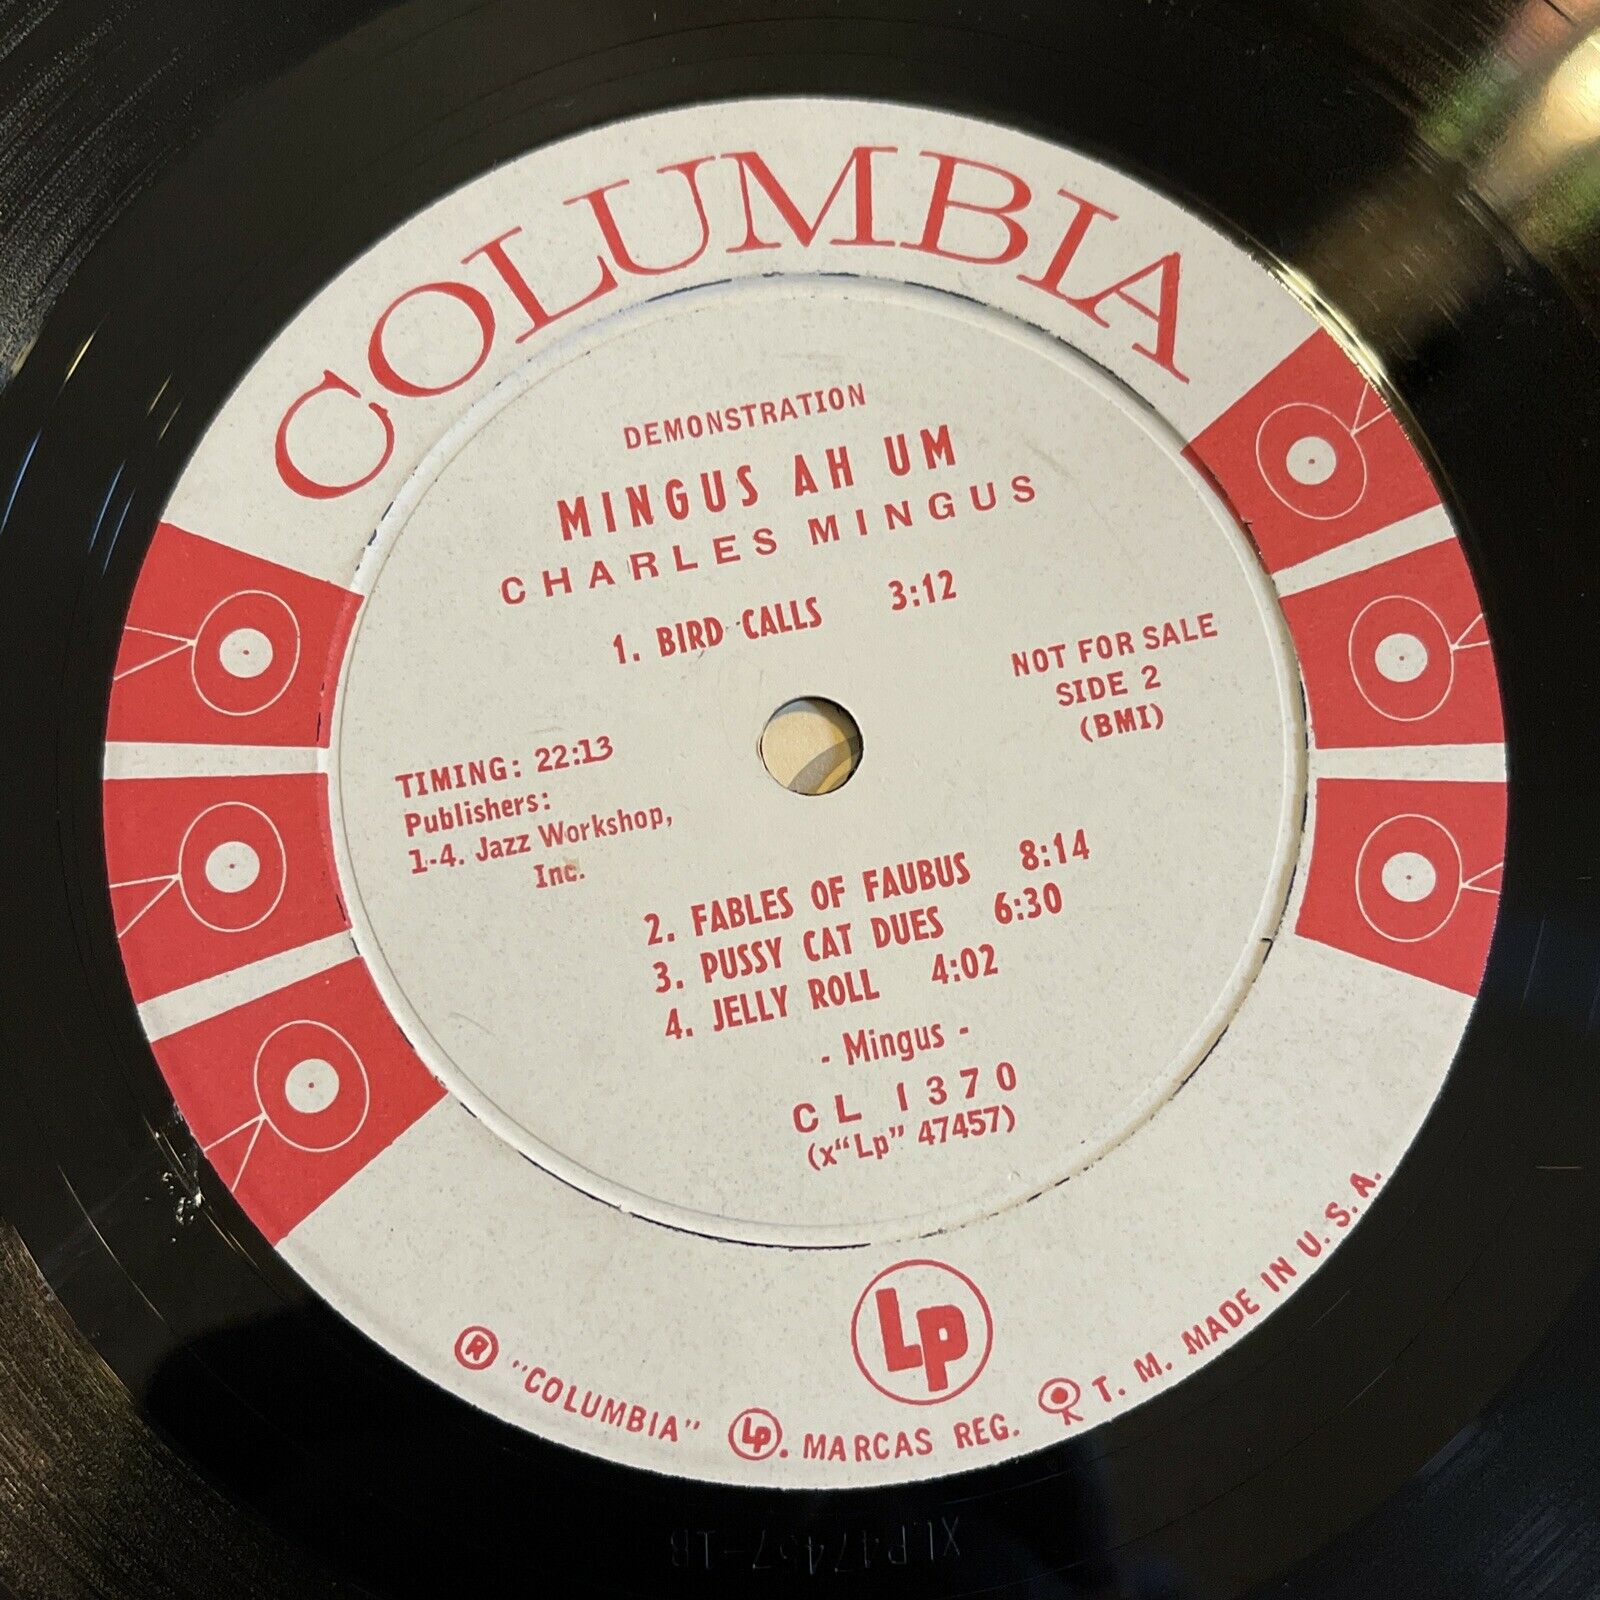 COLUMBIA
DEMONSTRATION
MINGUS AH UM
CHARLES MINGUS
1. BIRD CALLS 3:12
NOT FOR SALE
SIDE 2
(BMI)
TIMING: 22:13
Publishers:
1-4. Jazz Workshop,
Inc.
2. FABLES OF FAUBUS 8:14
3. PUSSY CAT DUES 6:30
4. JELLY ROLL 4:02
- Mingus -
CL 1370
(x"Lp" 47457)
Lp
® "COLUMBIA" Lp. MARCAS REG. T. M. MADE IN U. S. A.
XLP47457-1B